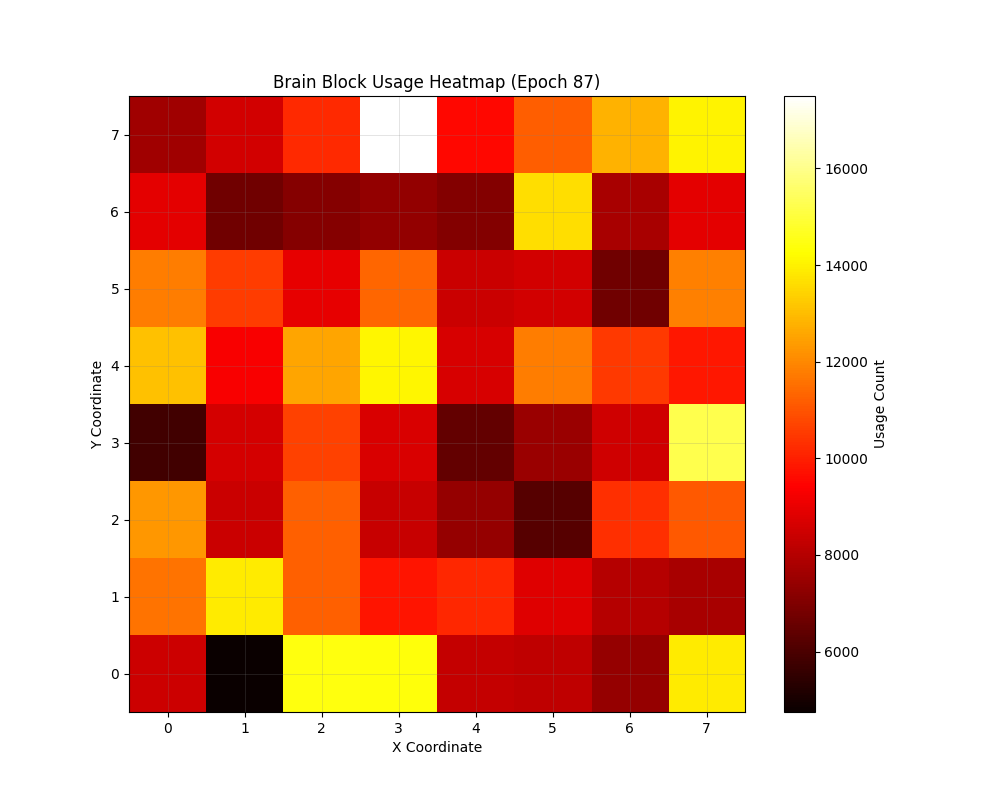 Brain Block Usage Heatmap (Epoch 87)
7
6
5
4
3
2
1
0
Y Coordinate
0 1 2 3 4 5 6 7
X Coordinate
16000
14000
12000
10000
8000
6000
Usage Count